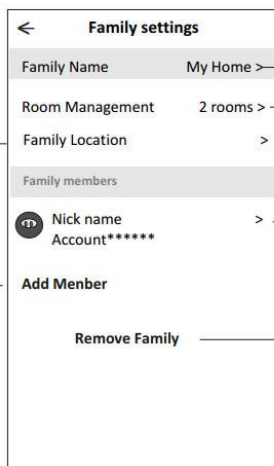 ← Family settings
Family Name My Home >
Room Management 2 rooms >
Family Location >
Family members
Nick name >
Account******
Add Menber
Remove Family